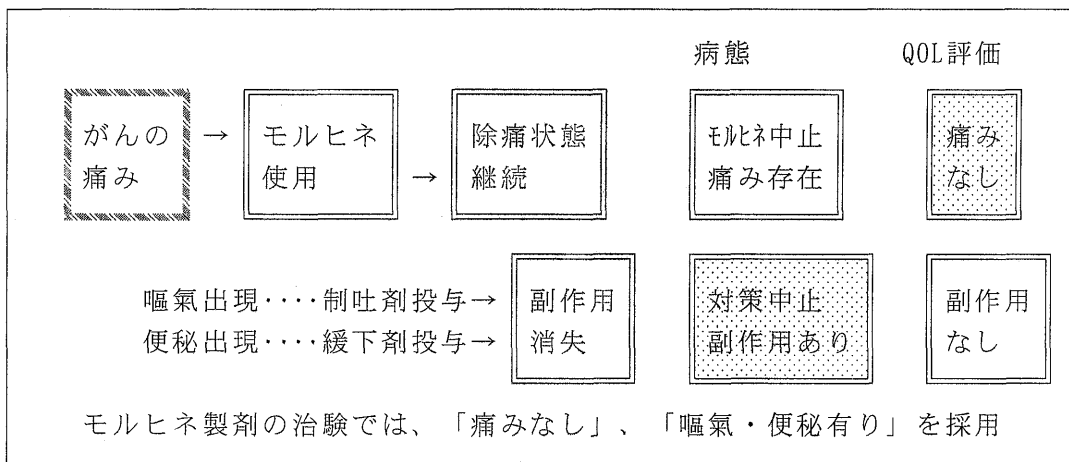 病態 QOL評価
がんの
痛み
→
モルヒネ
使用
→
除痛状態
継続
ﾓﾙﾋﾈ中止
痛み存在
痛み
なし
嘔氣出現‥‥制吐剤投与→
便秘出現‥‥緩下剤投与→
副作用
消失
対策中止
副作用あり
副作用
なし
モルヒネ製剤の治験では、「痛みなし」、「嘔氣・便秘有り」を採用